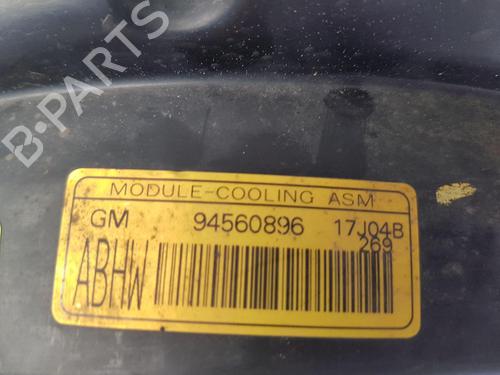 B-PARTS
MODULE-COOLING ASM
GM 94560896 17J04B
269
ABHW